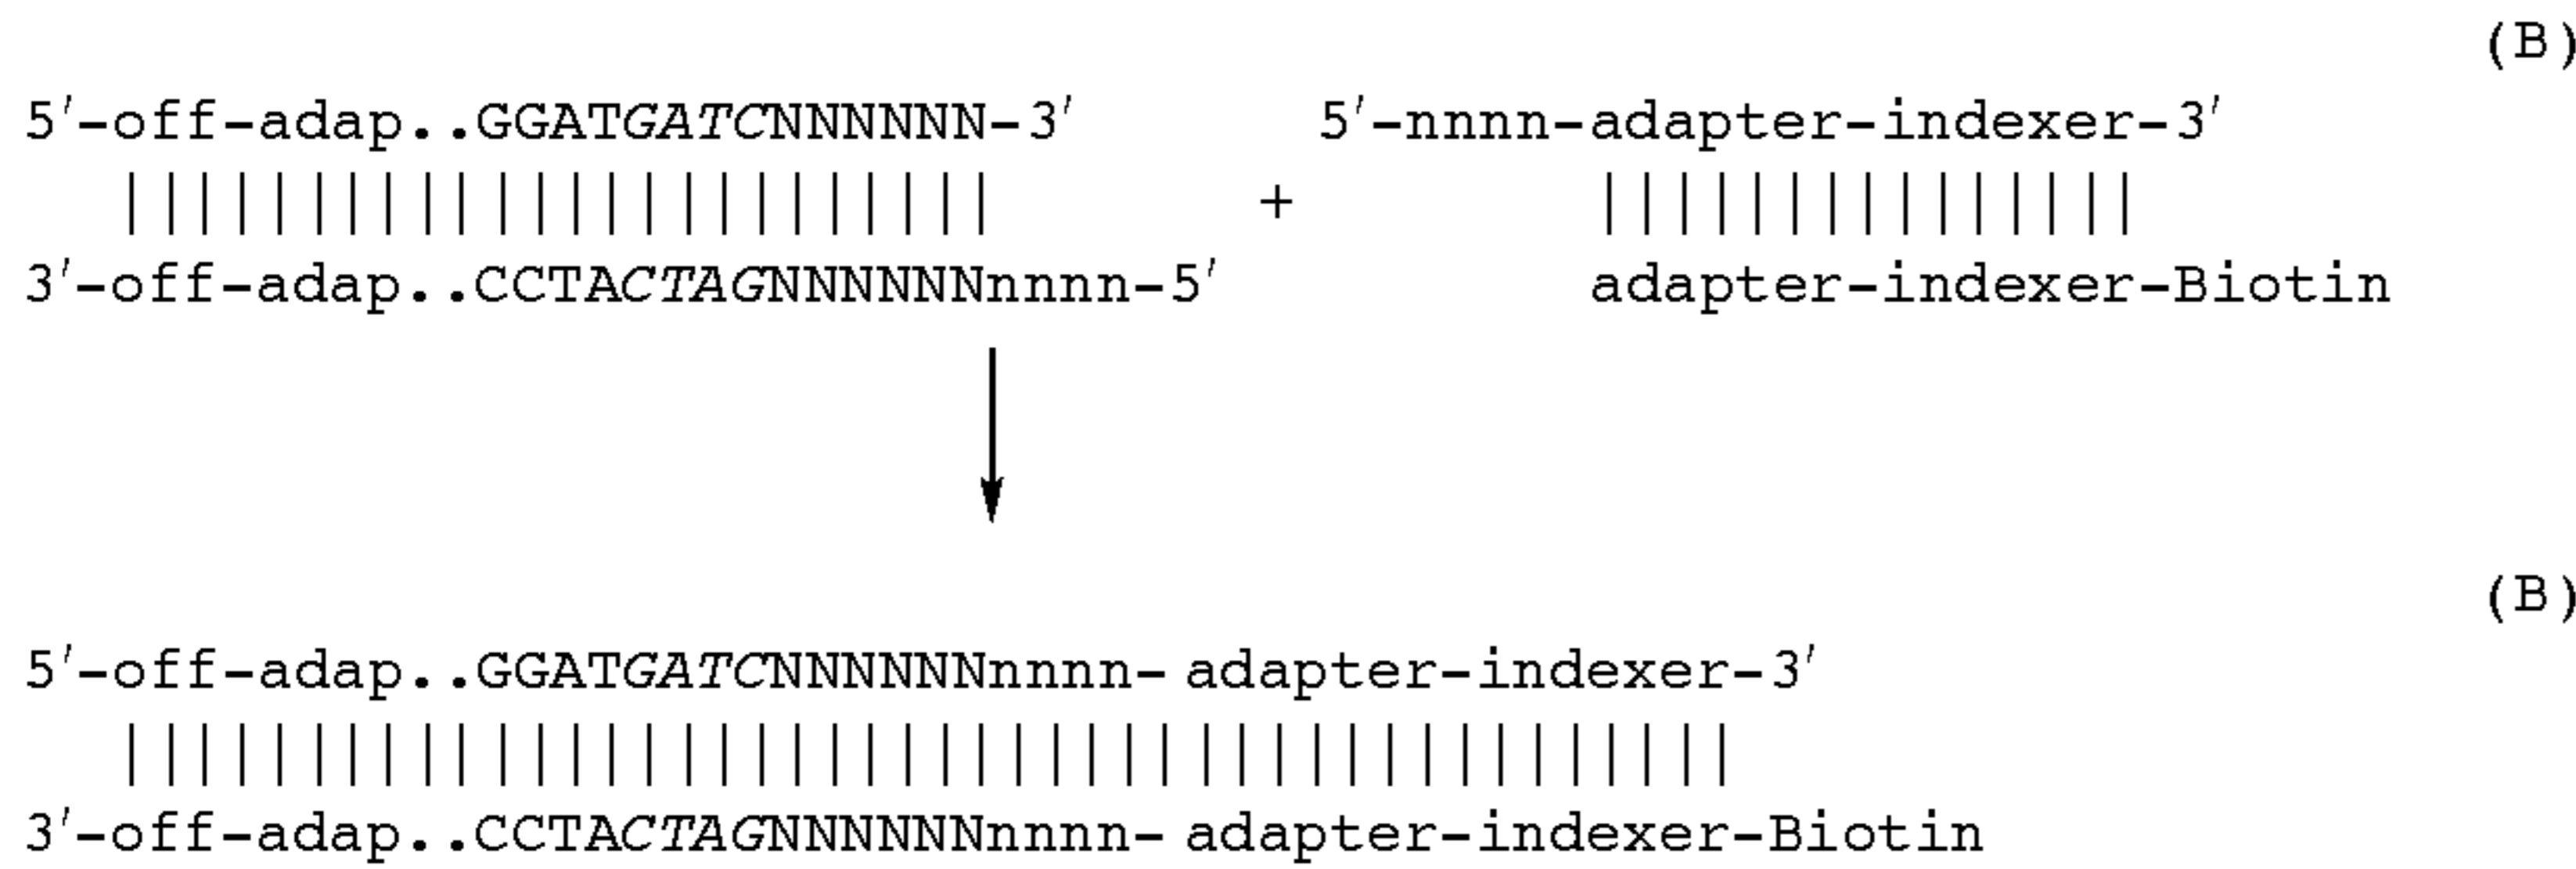 (B)
5′-off-adap..GGATGATCNNNNNN-3′ + 5′-nnnn-adapter-indexer-3′
3′-off-adap..CCTACTAGNNNNNNnnnn-5′ adapter-indexer-Biotin
(B)
5′-off-adap..GGATGATCNNNNNNnnnn- adapter-indexer-3′
3′-off-adap..CCTACTAGNNNNNNnnnn- adapter-indexer-Biotin